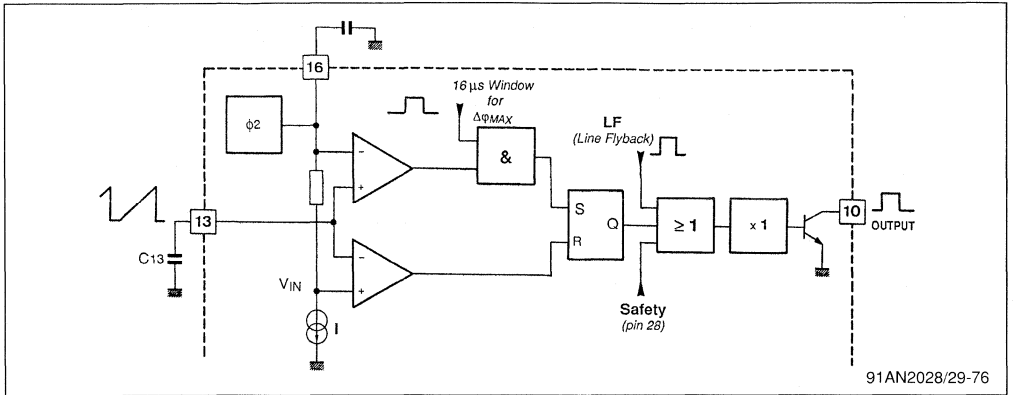 16
16 µs Window
for
ΔφMAX
LF
(Line Flyback)
ϕ2
−
+
&
S
R
Q
≥ 1
x 1
10
OUTPUT
13
C13
VIN
−
+
I
Safety
(pin 28)
91AN2028/29-76